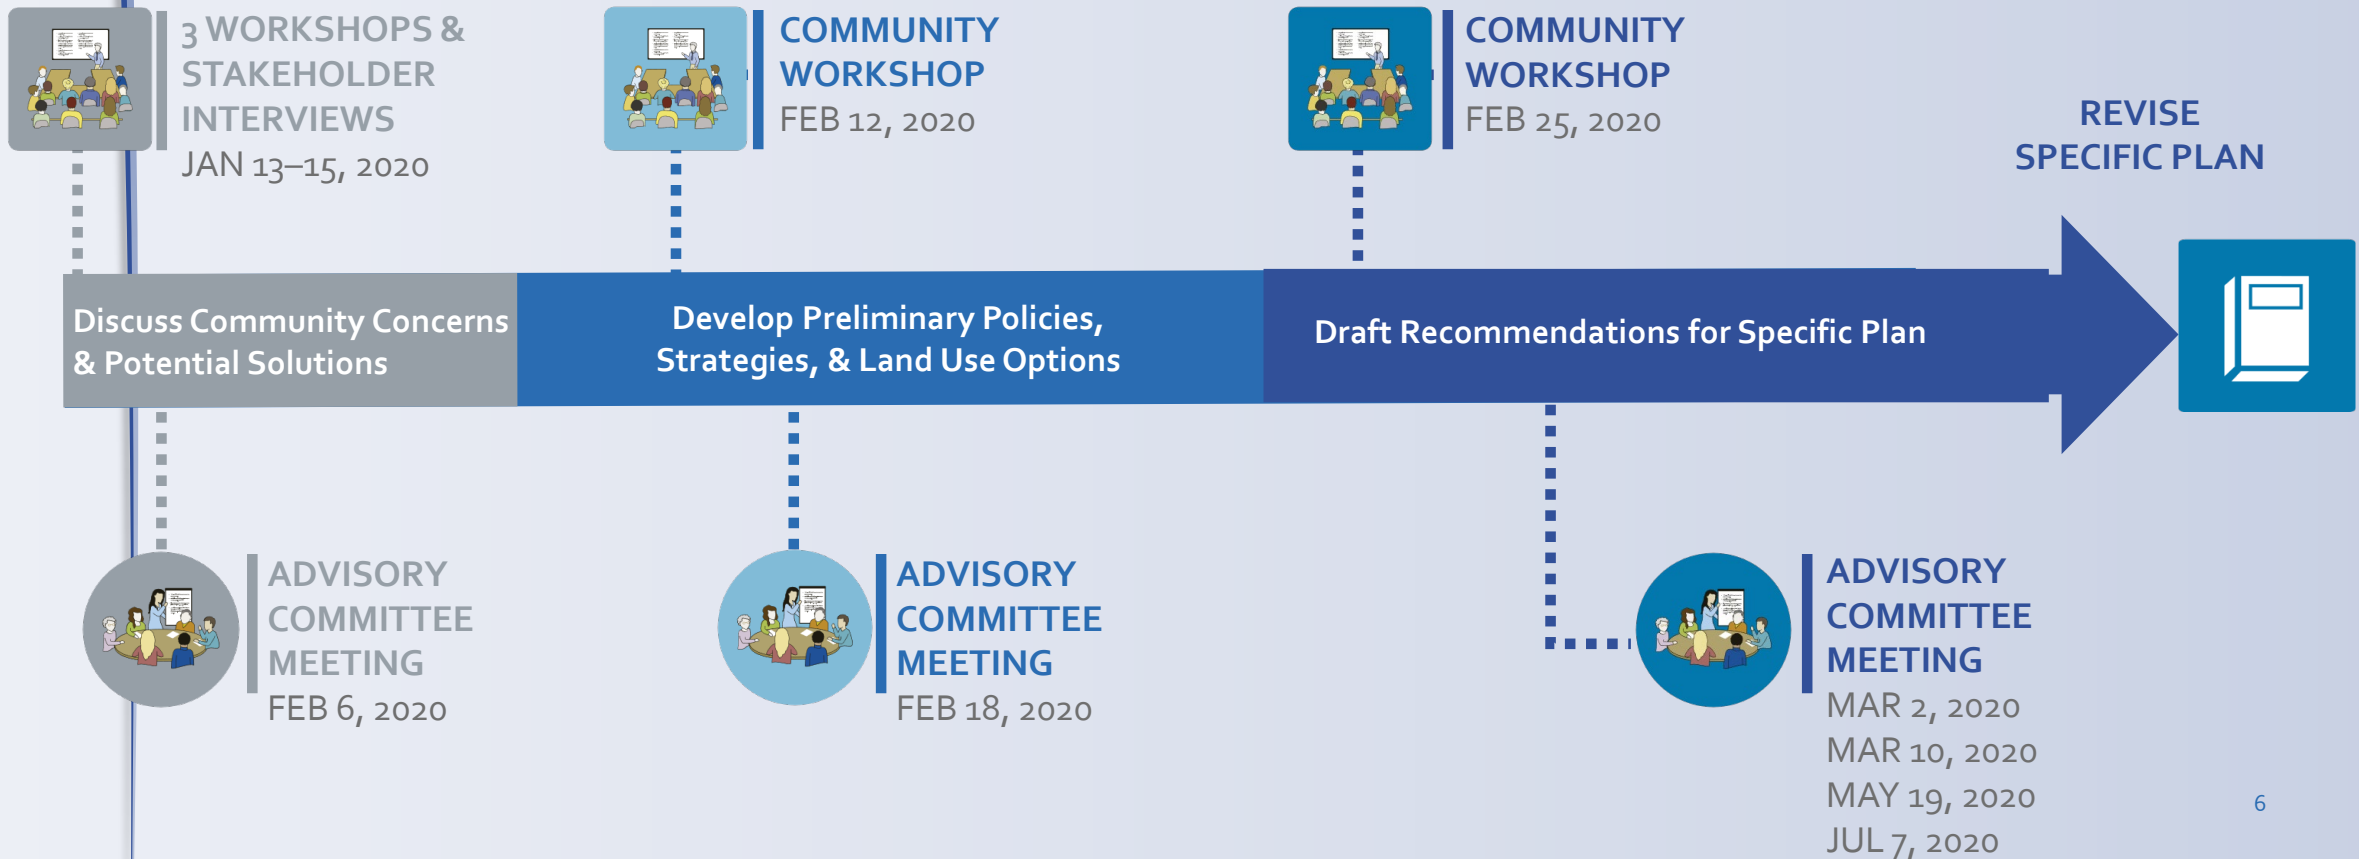 3 WORKSHOPS &
STAKEHOLDER
INTERVIEWS
JAN 13–15, 2020
COMMUNITY
WORKSHOP
FEB 12, 2020
COMMUNITY
WORKSHOP
FEB 25, 2020
REVISE
SPECIFIC PLAN
Discuss Community Concerns
& Potential Solutions
Develop Preliminary Policies,
Strategies, & Land Use Options
Draft Recommendations for Specific Plan
ADVISORY
COMMITTEE
MEETING
FEB 6, 2020
ADVISORY
COMMITTEE
MEETING
FEB 18, 2020
ADVISORY
COMMITTEE
MEETING
MAR 2, 2020
MAR 10, 2020
MAY 19, 2020
JUL 7, 2020
6